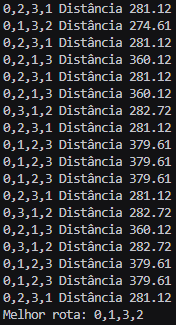 0,2,3,1 Distância 281.12
0,1,3,2 Distância 274.61
0,2,3,1 Distância 281.12
0,2,1,3 Distância 360.12
0,2,3,1 Distância 281.12
0,2,1,3 Distância 360.12
0,3,1,2 Distância 282.72
0,2,3,1 Distância 281.12
0,1,2,3 Distância 379.61
0,1,2,3 Distância 379.61
0,1,2,3 Distância 379.61
0,2,3,1 Distância 281.12
0,3,1,2 Distância 282.72
0,2,1,3 Distância 360.12
0,3,1,2 Distância 282.72
0,1,2,3 Distância 379.61
0,1,2,3 Distância 379.61
0,2,3,1 Distância 281.12
Melhor rota: 0,1,3,2